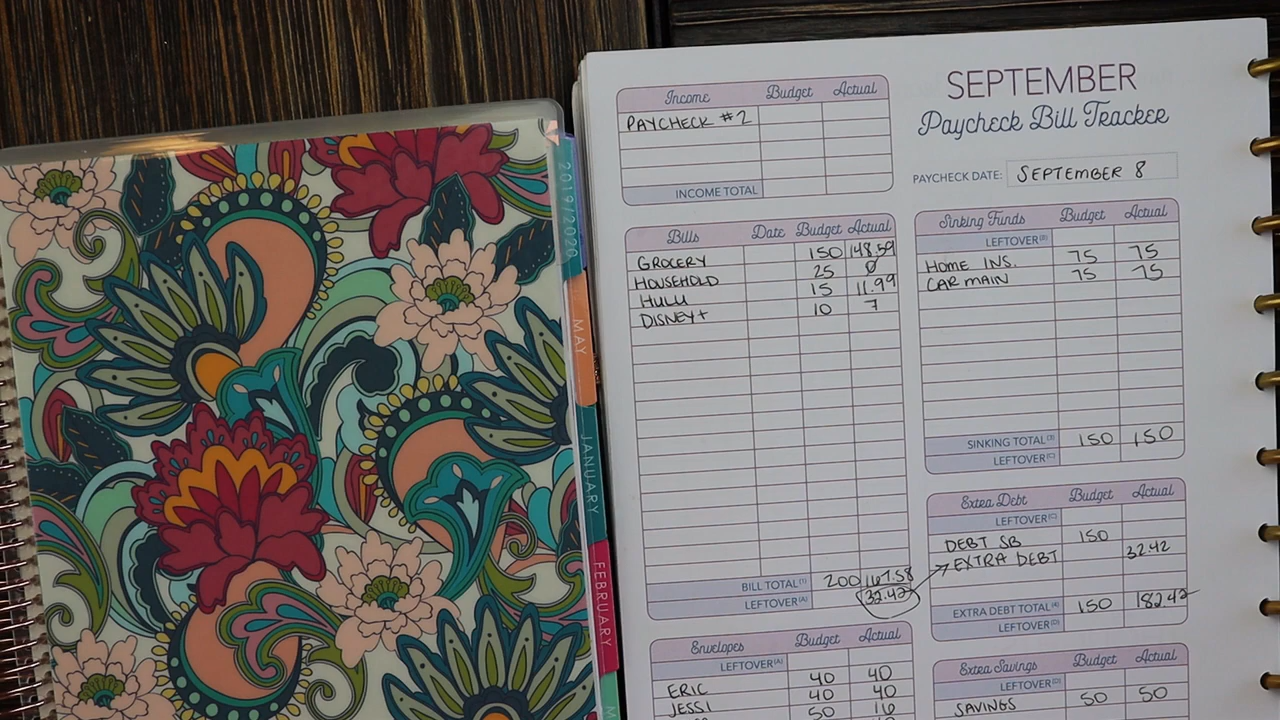 2019/2020
MAY
JANUARY
FEBRUARY
SEPTEMBER
Paycheck Bill Tracker
PAYCHECK DATE: SEPTEMBER 8
Income Budget Actual
PAYCHECK #2
INCOME TOTAL
Bills Date Budget Actual
GROCERY 150 148.59
HOUSEHOLD 25 0
HULU 15 11.99
DISNEY+ 10 7
BILL TOTAL(1) 200 167.58
LEFTOVER(A) 32.42
Envelopes Budget Actual
LEFTOVER(A)
ERIC 40 40
JESSI 40 40
50 16
Sinking Funds Budget Actual
LEFTOVER(B)
HOME INS. 75 75
CAR MAIN 75 75
SINKING TOTAL(3) 150 150
LEFTOVER(C)
Extra Debt Budget Actual
LEFTOVER(C)
DEBT SB 150
EXTRA DEBT 32.42
EXTRA DEBT TOTAL(4) 150 182.42
LEFTOVER(D)
Extra Savings Budget Actual
LEFTOVER(D)
SAVINGS 50 50